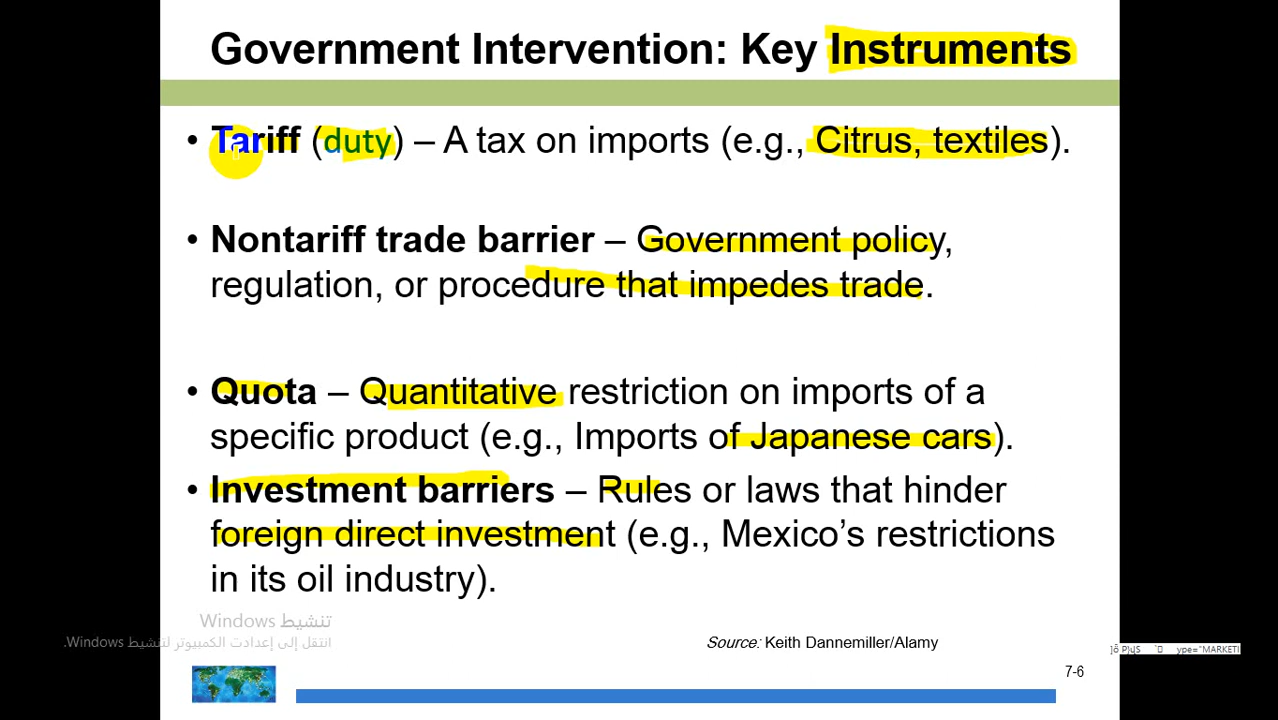 Government Intervention: Key Instruments
• Tariff (duty) – A tax on imports (e.g., Citrus, textiles).
• Nontariff trade barrier – Government policy,
regulation, or procedure that impedes trade.
• Quota – Quantitative restriction on imports of a
specific product (e.g., Imports of Japanese cars).
• Investment barriers – Rules or laws that hinder
foreign direct investment (e.g., Mexico’s restrictions
in its oil industry).
تنشيط Windows
انتقل إلى إعدادت الكمبيوتر لتنشيط Windows.
Source: Keith Dannemiller/Alamy
ype="MARKETI
7-6